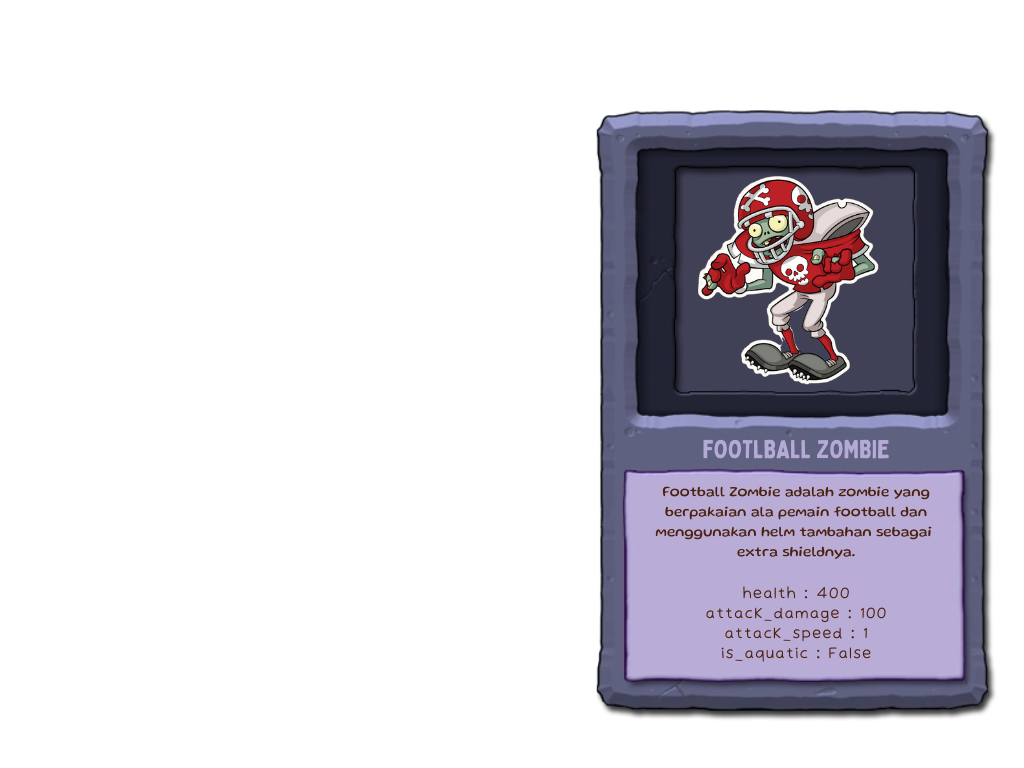 FOOTLBALL ZOMBIE
Football Zombie adalah zombie yang
berpakaian ala pemain football dan
menggunakan helm tambahan sebagai
extra shieldnya.
health : 400
attack_damage : 100
attack_speed : 1
is_aquatic : False